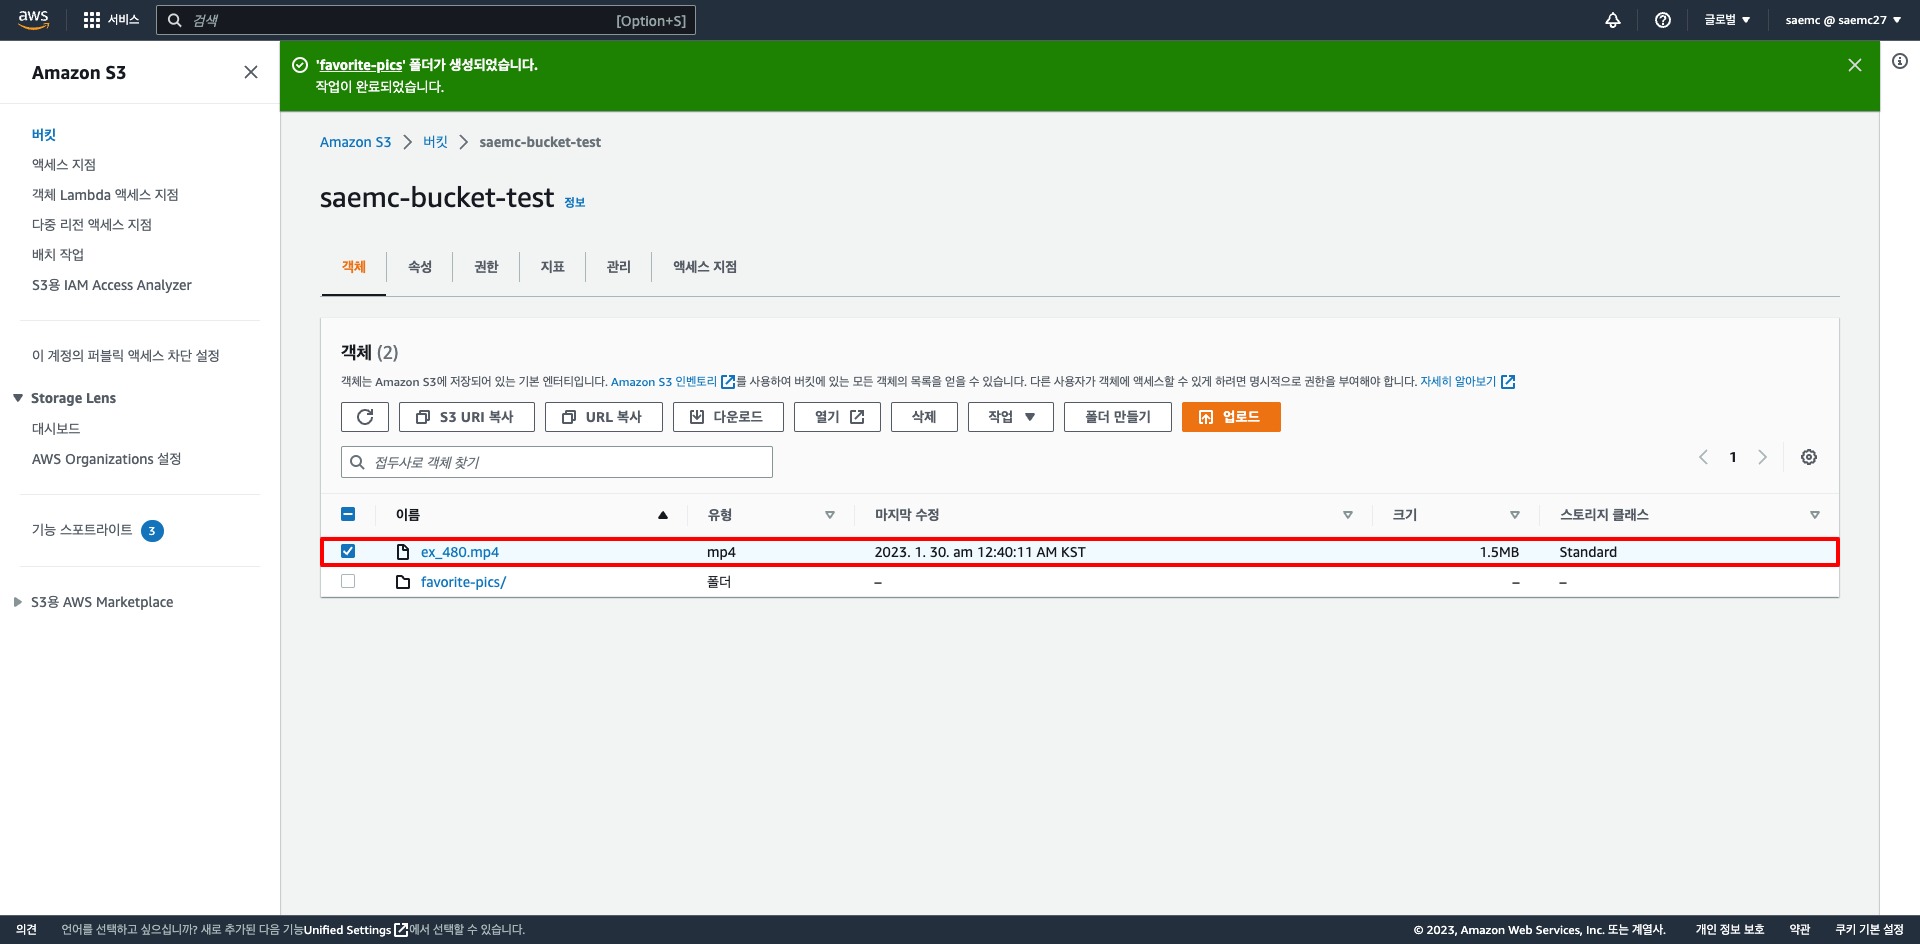 aws
서비스
검색
[Option+S]
글로벌
saemc @ saemc27
Amazon S3
버킷
액세스 지점
객체 Lambda 액세스 지점
다중 리전 액세스 지점
배치 작업
S3용 IAM Access Analyzer
이 계정의 퍼블릭 액세스 차단 설정
Storage Lens
대시보드
AWS Organizations 설정
기능 스포트라이트 3
S3용 AWS Marketplace
'favorite-pics' 폴더가 생성되었습니다.
작업이 완료되었습니다.
Amazon S3 버킷 saemc-bucket-test
saemc-bucket-test 정보
객체 속성 권한 지표 관리 액세스 지점
객체 (2)
객체는 Amazon S3에 저장되어 있는 기본 엔터티입니다. Amazon S3 인벤토리를 사용하여 버킷에 있는 모든 객체의 목록을 얻을 수 있습니다. 다른 사용자가 객체에 액세스할 수 있게 하려면 명시적으로 권한을 부여해야 합니다. 자세히 알아보기
S3 URI 복사 URL 복사 다운로드 열기 삭제 작업 폴더 만들기 업로드
접두사로 객체 찾기
1
이름 유형 마지막 수정 크기 스토리지 클래스
ex_480.mp4 mp4 2023. 1. 30. am 12:40:11 AM KST 1.5MB Standard
favorite-pics/ 폴더 – – –
의견 언어를 선택하고 싶으십니까? 새로 추가된 다음 기능Unified Settings에서 선택할 수 있습니다.
© 2023, Amazon Web Services, Inc. 또는 계열사. 개인 정보 보호 약관 쿠키 기본 설정